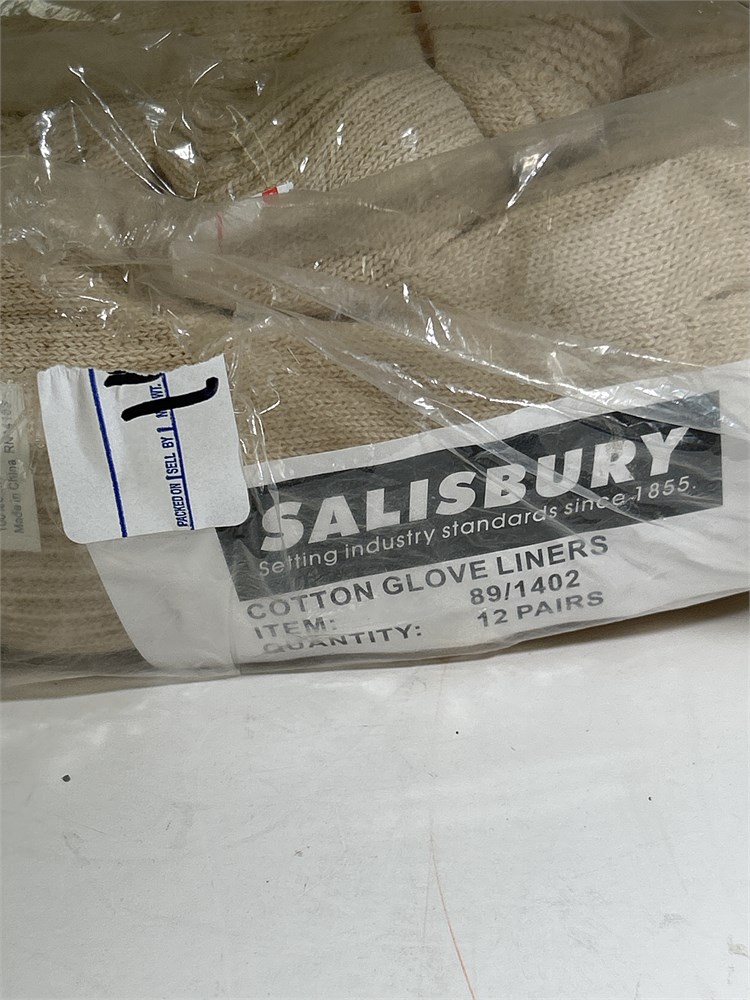 SALISBURY
Setting industry standards since 1855.
COTTON GLOVE LINERS
ITEM: 89/1402
QUANTITY: 12 PAIRS
PACKED ON
SELL BY
WT.
Made in China